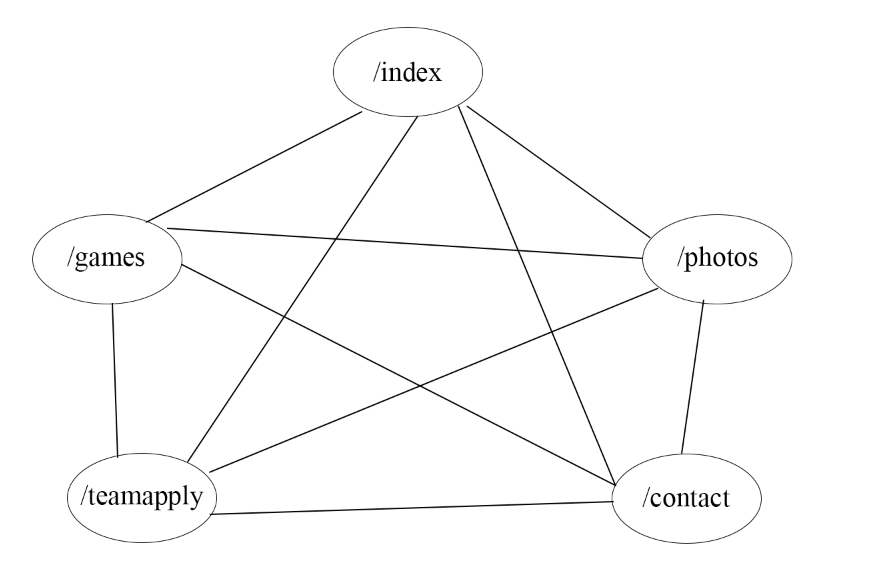 /index
/games
/photos
/teamapply
/contact